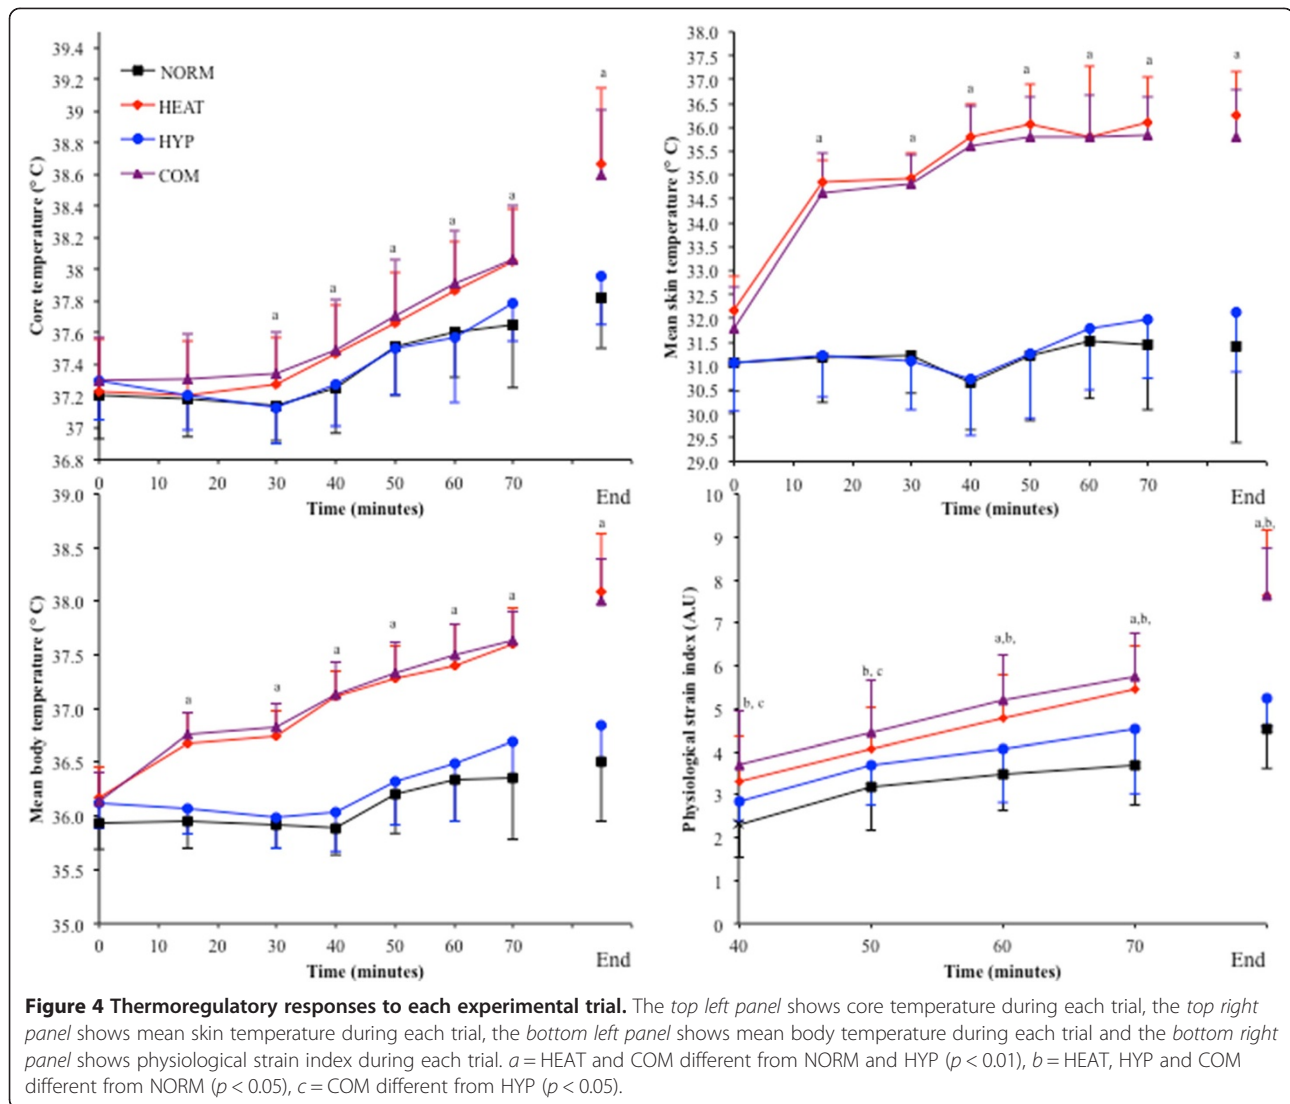 39.4
39.2
39
38.8
38.6
38.4
38.2
38
37.8
37.6
37.4
37.2
37
36.8
Core temperature (° C)
NORM
HEAT
HYP
COM
a
a
a
a
a
a
0 10 20 30 40 50 60 70
End
Time (minutes)
38.0
37.5
37.0
36.5
36.0
35.5
35.0
34.5
34.0
33.5
33.0
32.5
32.0
31.5
31.0
30.5
30.0
29.5
29.0
Mean skin temperature (° C)
a
a
a
a
a
a
a
0 10 20 30 40 50 60 70
End
Time (minutes)
39.0
38.5
38.0
37.5
37.0
36.5
36.0
35.5
35.0
Mean body temperature (° C)
a
a
a
a
a
a
a
0 10 20 30 40 50 60 70
End
Time (minutes)
10
9
8
7
6
5
4
3
2
1
0
Physiological strain index (A.U)
b, c
b, c
a,b,
a,b,
a,b,
40 50 60 70
End
Time (minutes)
Figure 4 Thermoregulatory responses to each experimental trial. The top left panel shows core temperature during each trial, the top right
panel shows mean skin temperature during each trial, the bottom left panel shows mean body temperature during each trial and the bottom right
panel shows physiological strain index during each trial. a = HEAT and COM different from NORM and HYP (p < 0.01), b = HEAT, HYP and COM
different from NORM (p < 0.05), c = COM different from HYP (p < 0.05).